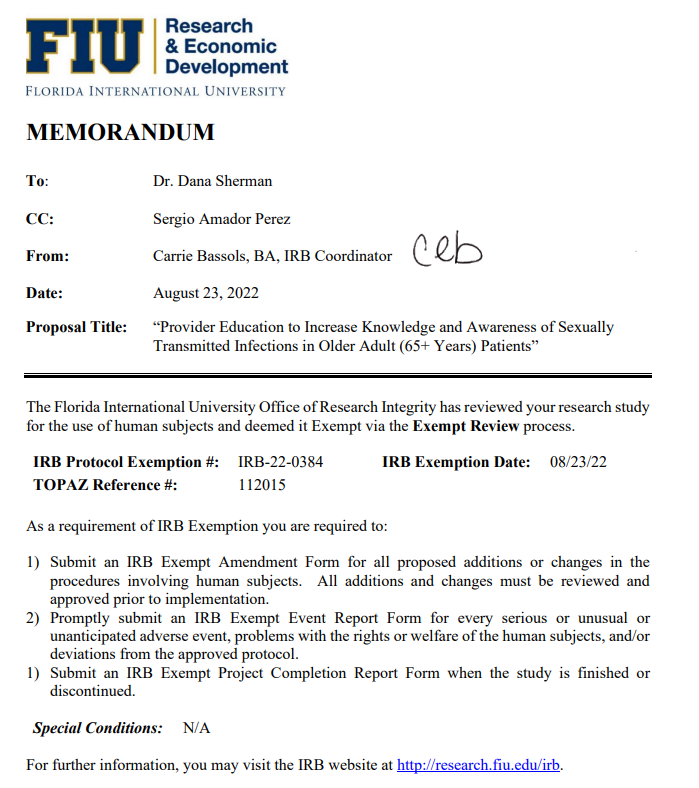 FIU Research
& Economic
Development
FLORIDA INTERNATIONAL UNIVERSITY
MEMORANDUM
To: Dr. Dana Sherman
CC: Sergio Amador Perez
From: Carrie Bassols, BA, IRB Coordinator ceb
Date: August 23, 2022
Proposal Title: “Provider Education to Increase Knowledge and Awareness of Sexually
Transmitted Infections in Older Adult (65+ Years) Patients”
The Florida International University Office of Research Integrity has reviewed your research study
for the use of human subjects and deemed it Exempt via the Exempt Review process.
IRB Protocol Exemption #: IRB-22-0384 IRB Exemption Date: 08/23/22
TOPAZ Reference #: 112015
As a requirement of IRB Exemption you are required to:
1) Submit an IRB Exempt Amendment Form for all proposed additions or changes in the
procedures involving human subjects. All additions and changes must be reviewed and
approved prior to implementation.
2) Promptly submit an IRB Exempt Event Report Form for every serious or unusual or
unanticipated adverse event, problems with the rights or welfare of the human subjects, and/or
deviations from the approved protocol.
1) Submit an IRB Exempt Project Completion Report Form when the study is finished or
discontinued.
Special Conditions: N/A
For further information, you may visit the IRB website at http://research.fiu.edu/irb.